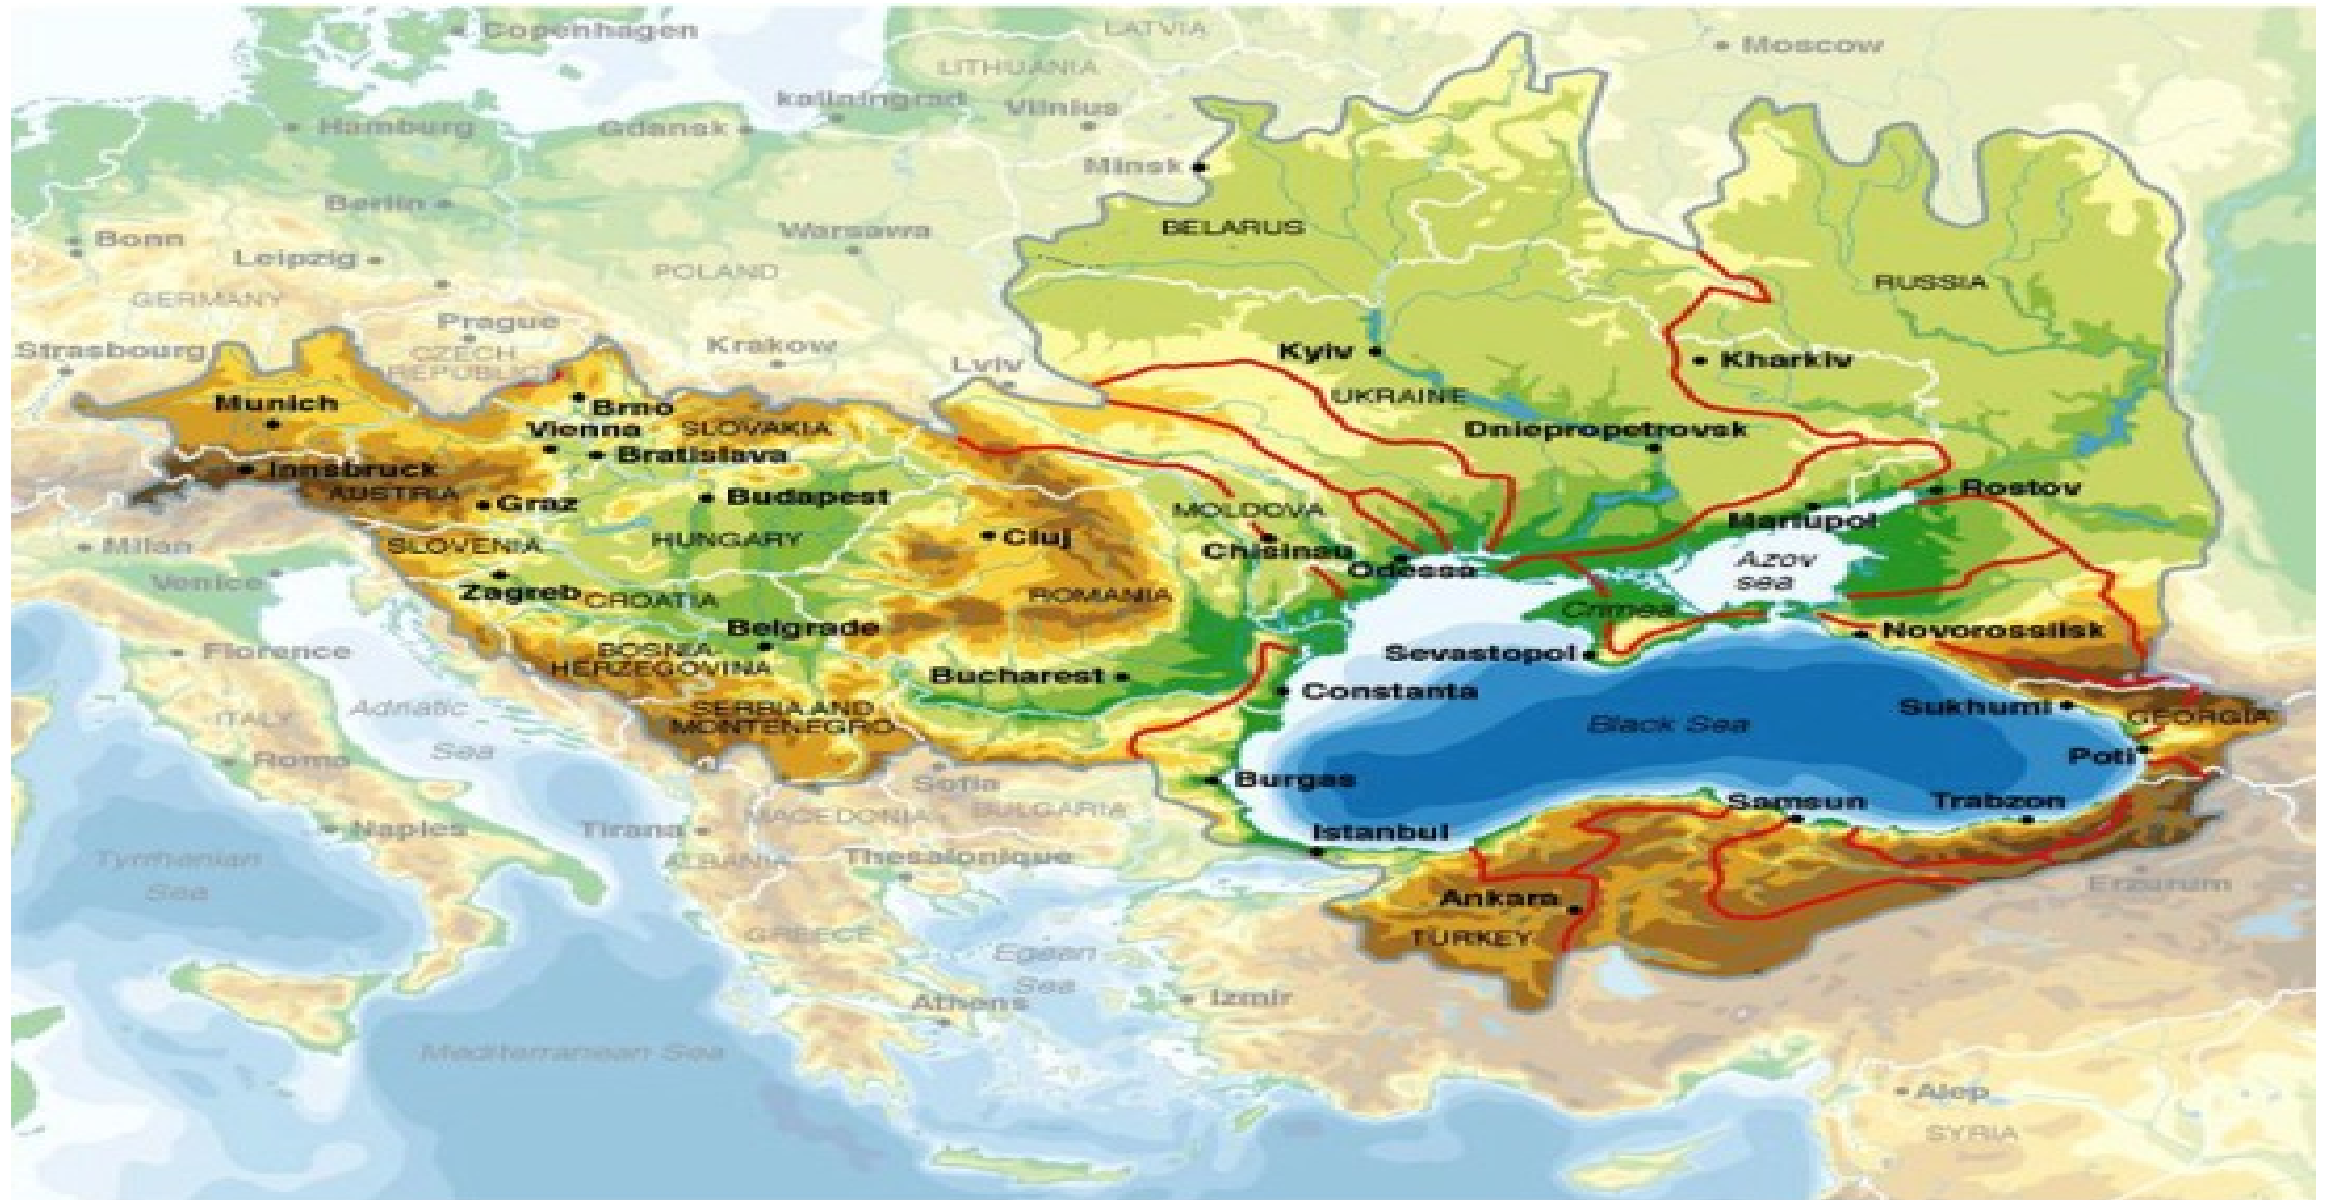 Copenhagen
LATVIA
Moscow
LITHUANIA
kaliningrad
Vilnius
Hamburg
Gdansk
Minsk
Berlin
BELARUS
Bonn
Warsawa
Leipzig
POLAND
RUSSIA
GERMANY
Prague
Krakow
Kyiv
Kharkiv
Strasbourg
CZECH
REPUBLIC
Lviv
UKRAINE
Munich
Brno
Vienna
SLOVAKIA
Dniepropetrovsk
Bratislava
Innsbruck
AUSTRIA
Budapest
Rostov
Graz
MOLDOVA
Mariupol
Milan
SLOVENIA
HUNGARY
Cluj
Chisinau
Odessa
Azov
sea
Venice
Zagreb
CROATIA
ROMANIA
Crimea
Belgrade
Novorossiisk
Florence
BOSNIA-
HERZEGOVINA
Sevastopol
Bucharest
Constanta
ITALY
Adriatic
Sea
SERBIA AND
MONTENEGRO
Black Sea
Sukhumi
GEORGIA
Roma
Poti
Sofia
Burgas
Samsun
Trabzon
Naples
Tirana
MACEDONIA
BULGARIA
Istanbul
Tyrrhenian
Sea
ALBANIA
Thesalonique
Erzurum
Ankara
GREECE
TURKEY
Egean
Sea
Athens
Izmir
Mediterranean Sea
Alep
SYRIA